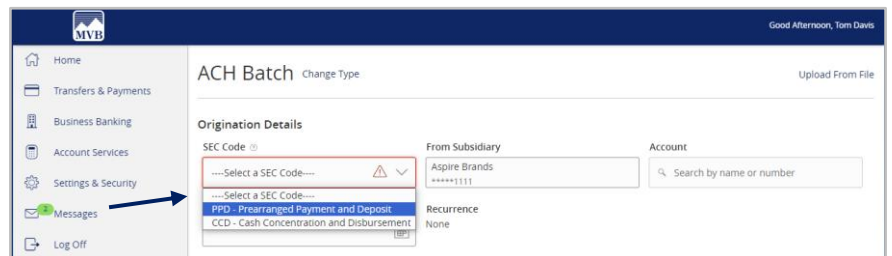 MVB
Good Afternoon, Tom Davis
Home
Transfers & Payments
Business Banking
Account Services
Settings & Security
Messages
Log Off
ACH Batch Change Type
Upload From File
Origination Details
SEC Code
From Subsidiary
Account
----Select a SEC Code----
Aspire Brands
*****1111
Search by name or number
----Select a SEC Code----
PPD - Prearranged Payment and Deposit
CCD - Cash Concentration and Disbursement
Recurrence
None